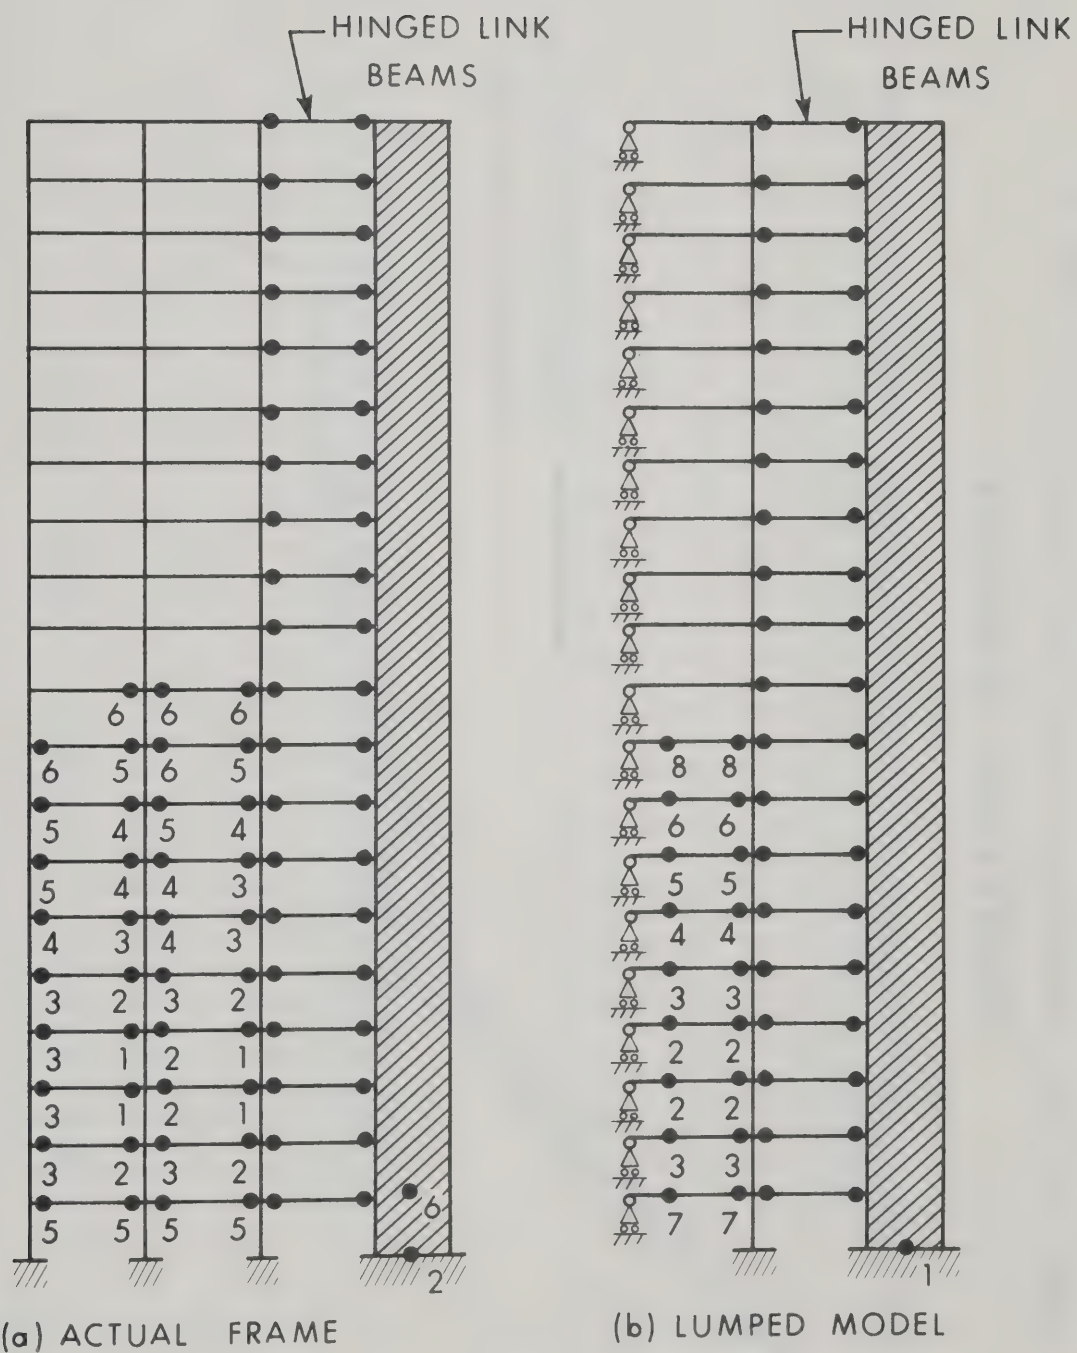 HINGED LINK
BEAMS
6 6 6
6 5 6 5
5 4 5 4
5 4 4 3
4 3 4 3
3 2 3 2
3 1 2 1
3 1 2 1
3 2 3 2
5 5 5 5
6
2
(a) ACTUAL FRAME
HINGED LINK
BEAMS
8 8
6 6
5 5
4 4
3 3
2 2
2 2
3 3
7 7
1
(b) LUMPED MODEL